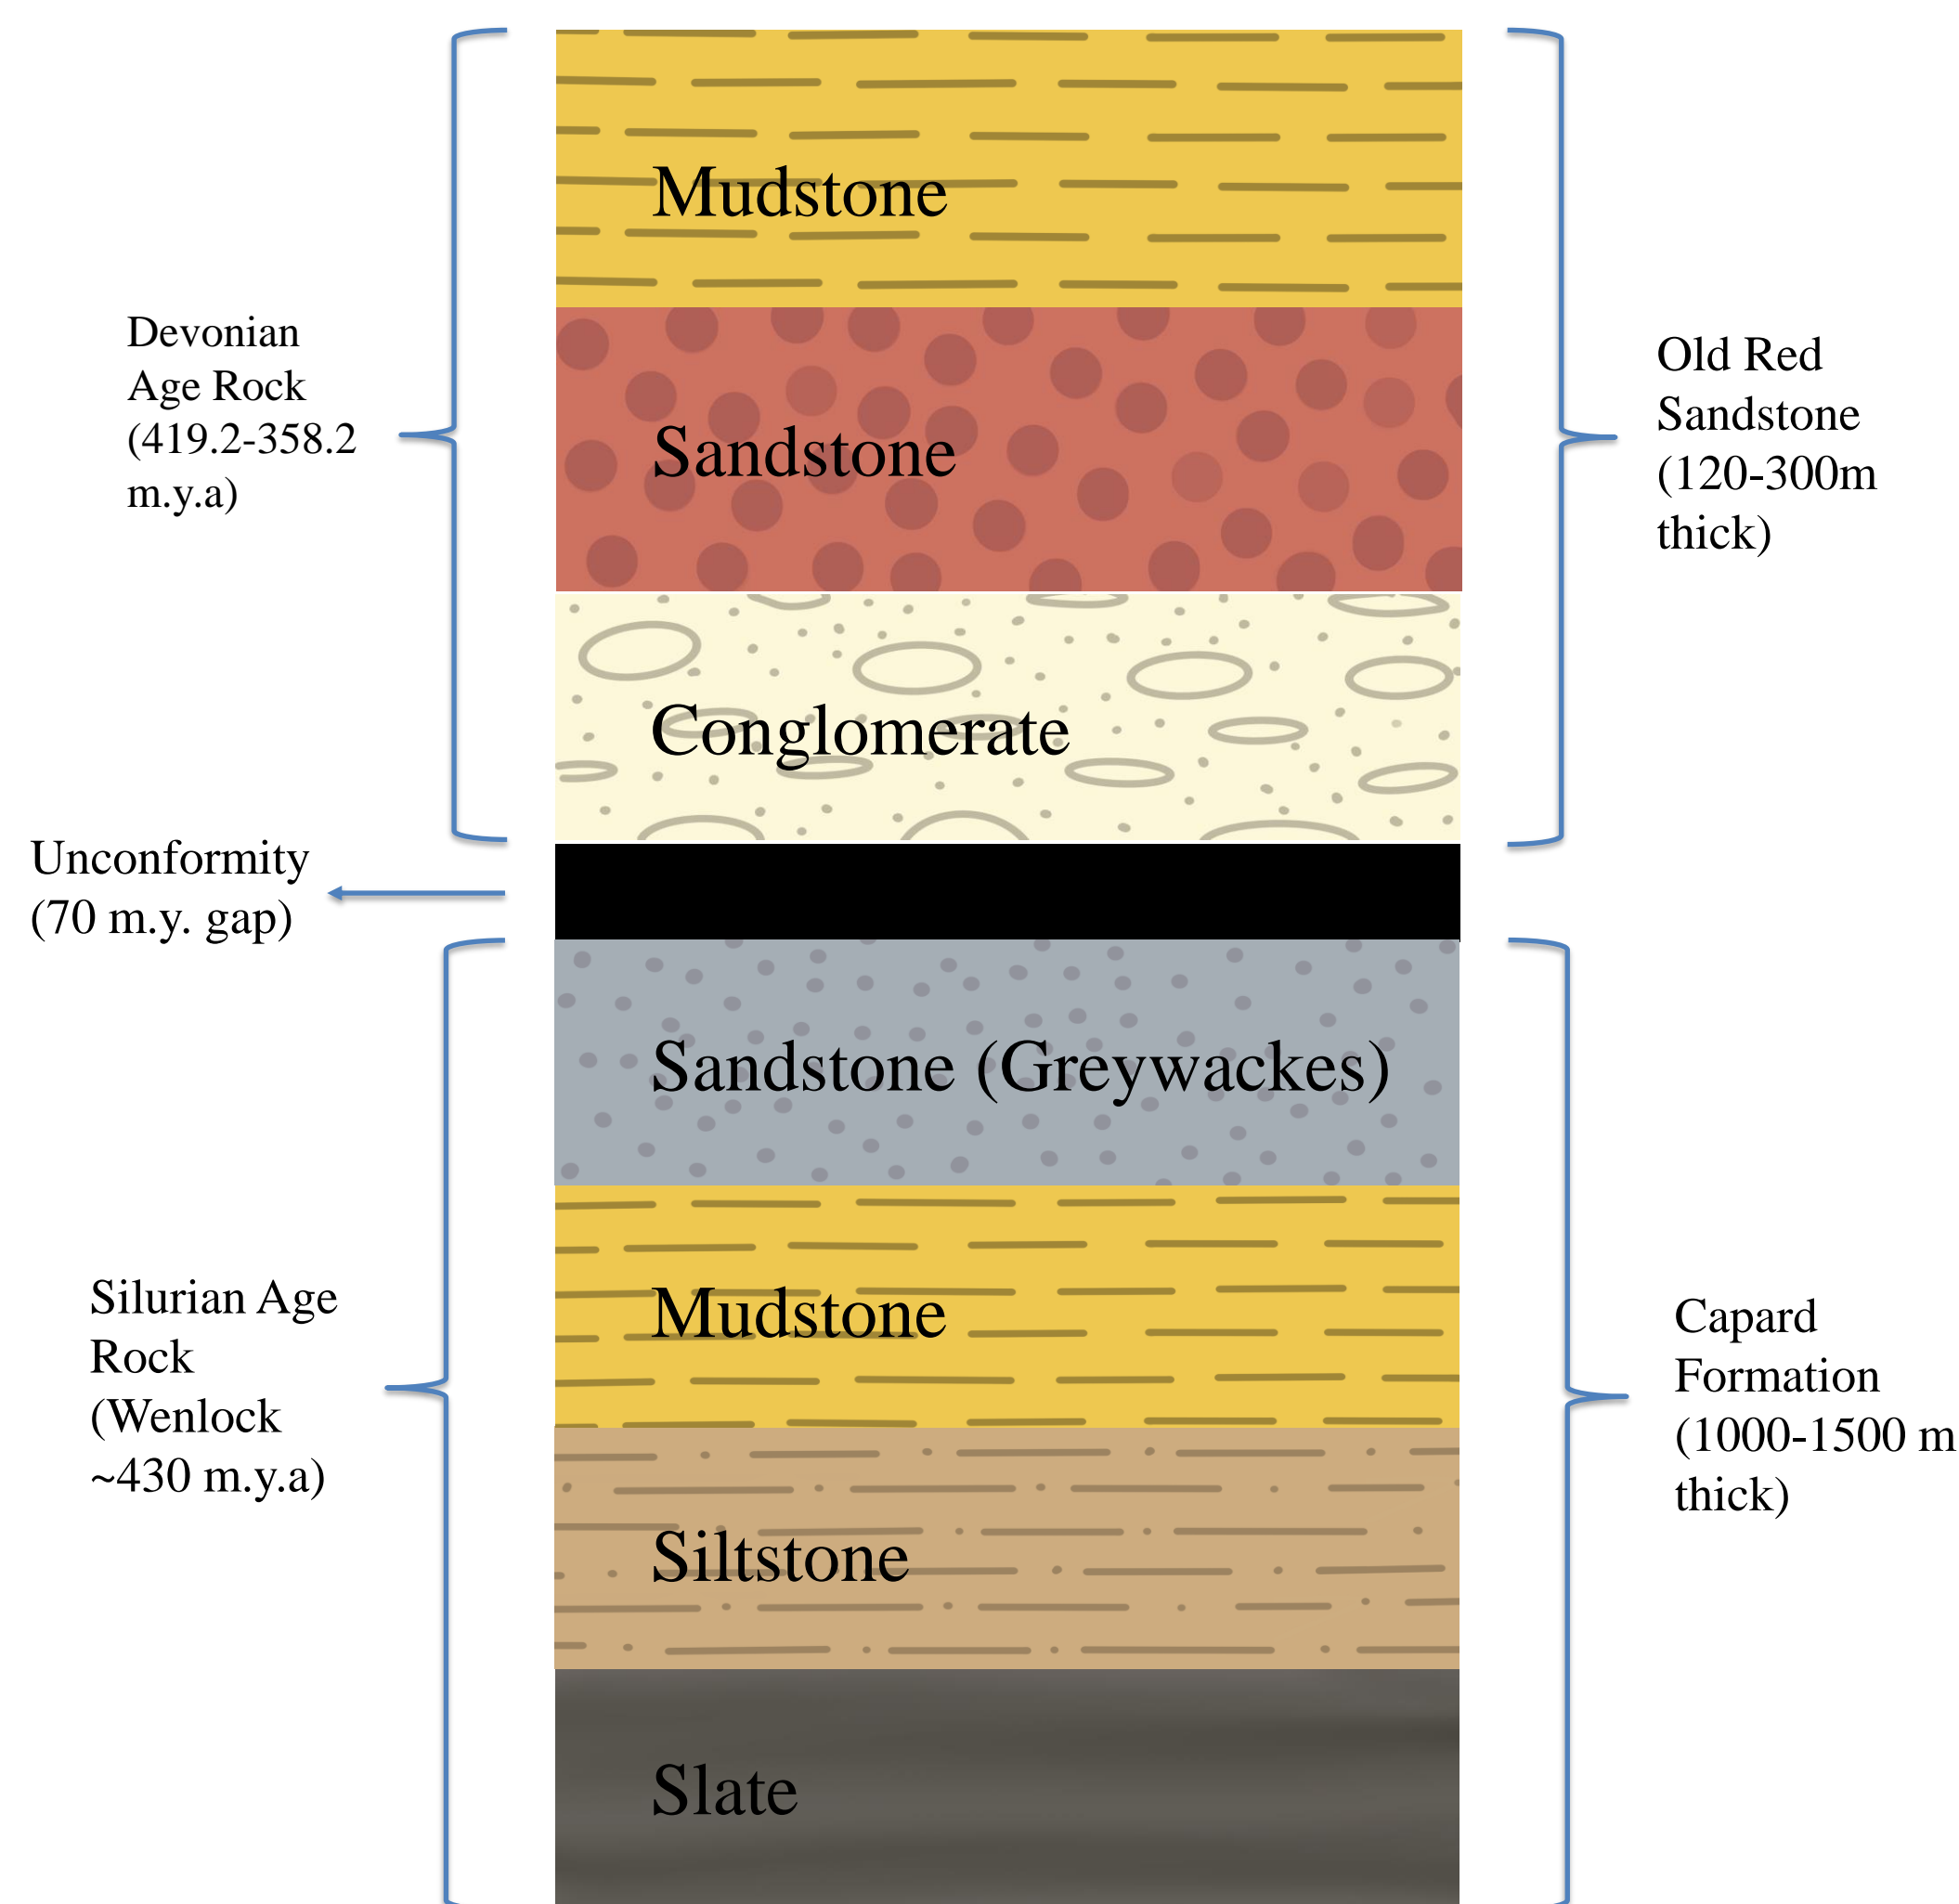 Mudstone
Devonian
Age Rock
(419.2-358.2
m.y.a)
Old Red
Sandstone
(120-300m
thick)
Sandstone
Conglomerate
Unconformity
(70 m.y. gap)
Sandstone (Greywackes)
Mudstone
Silurian Age
Rock
(Wenlock
~430 m.y.a)
Capard
Formation
(1000-1500 m
thick)
Siltstone
Slate